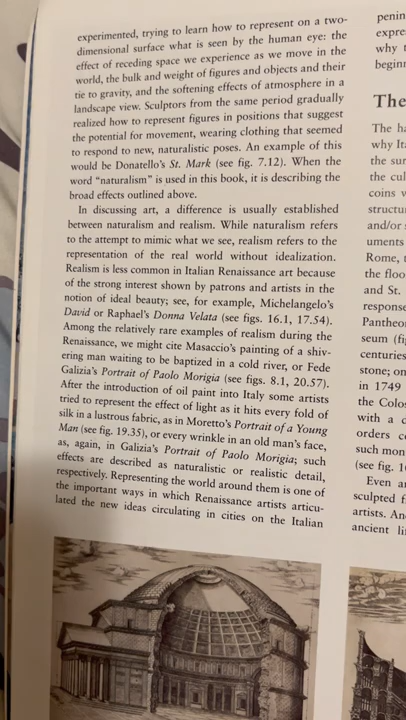 experimented, trying to learn how to represent on a two-
dimensional surface what is seen by the human eye: the
effect of receding space we experience as we move in the
world, the bulk and weight of figures and objects and their
tie to gravity, and the softening effects of atmosphere in a
landscape view. Sculptors from the same period gradually
realized how to represent figures in positions that suggest
the potential for movement, wearing clothing that seemed
to respond to new, naturalistic poses. An example of this
would be Donatello's St. Mark (see fig. 7.12). When the
word "naturalism" is used in this book, it is describing the
broad effects outlined above.
In discussing art, a difference is usually established
between naturalism and realism. While naturalism refers
to the attempt to mimic what we see, realism refers to the
representation of the real world without idealization.
Realism is less common in Italian Renaissance art because
of the strong interest shown by patrons and artists in the
notion of ideal beauty; see, for example, Michelangelo's
David or Raphael's Donna Velata (see figs. 16.1, 17.54).
Among the relatively rare examples of realism during the
Renaissance, we might cite Masaccio's painting of a shiv-
ering man waiting to be baptized in a cold river, or Fede
Galizia's Portrait of Paolo Morigia (see figs. 8.1, 20.57).
After the introduction of oil paint into Italy some artists
tried to represent the effect of light as it hits every fold of
silk in a lustrous fabric, as in Moretto's Portrait of a Young
Man (see fig. 19.35), or every wrinkle in an old man's face,
as, again, in Galizia's Portrait of Paolo Morigia; such
effects are described as naturalistic or realistic detail,
respectively. Representing the world around them is one of
the important ways in which Renaissance artists articu-
lated the new ideas circulating in cities on the Italian
penin
expre
why
beginn
The
The ha
why Ita
the sur
the cul
coins w
structu
and/or
uments
Rome,
the floo
and St.
response
Pantheo
seum (fi
centuries
stone; on
in 1749
the Colos
with a
orders
such mon
(see fig. 1
Even a
sculpted f
artists. An
ancient li